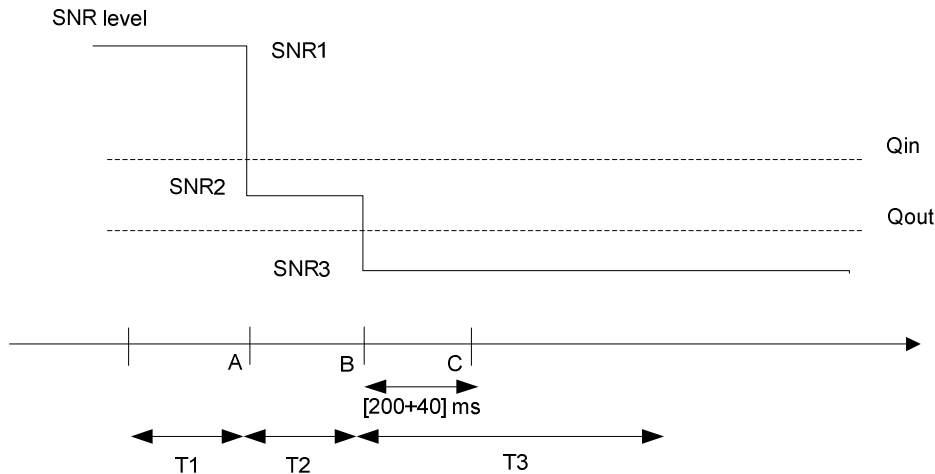 SNR level
SNR1
Qin
SNR2
Qout
SNR3
A
B
C
[200+40] ms
T1
T2
T3